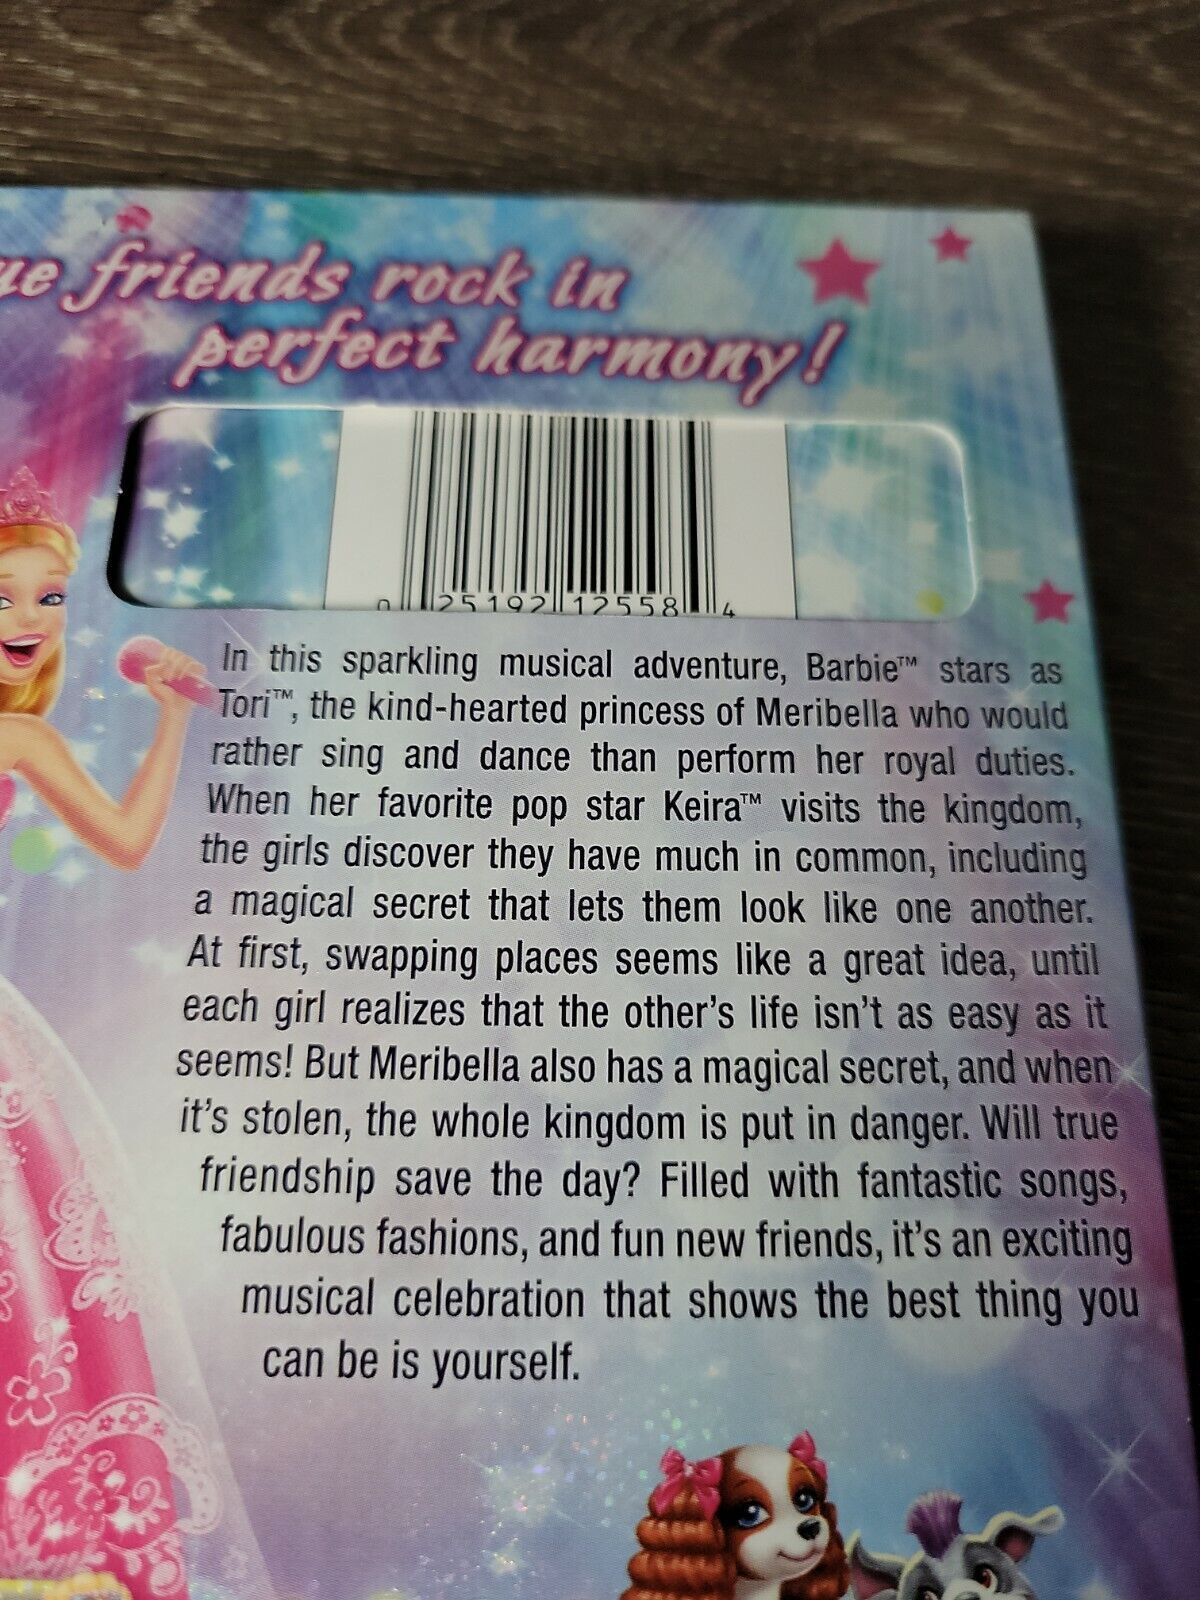 friends rock in
perfect harmony!
0 25192 12558 4
In this sparkling musical adventure, Barbie™ stars as
Tori™, the kind-hearted princess of Meribella who would
rather sing and dance than perform her royal duties.
When her favorite pop star Keira™ visits the kingdom,
the girls discover they have much in common, including
a magical secret that lets them look like one another.
At first, swapping places seems like a great idea, until
each girl realizes that the other's life isn't as easy as it
seems! But Meribella also has a magical secret, and when
it's stolen, the whole kingdom is put in danger. Will true
friendship save the day? Filled with fantastic songs,
fabulous fashions, and fun new friends, it's an exciting
musical celebration that shows the best thing you
can be is yourself.